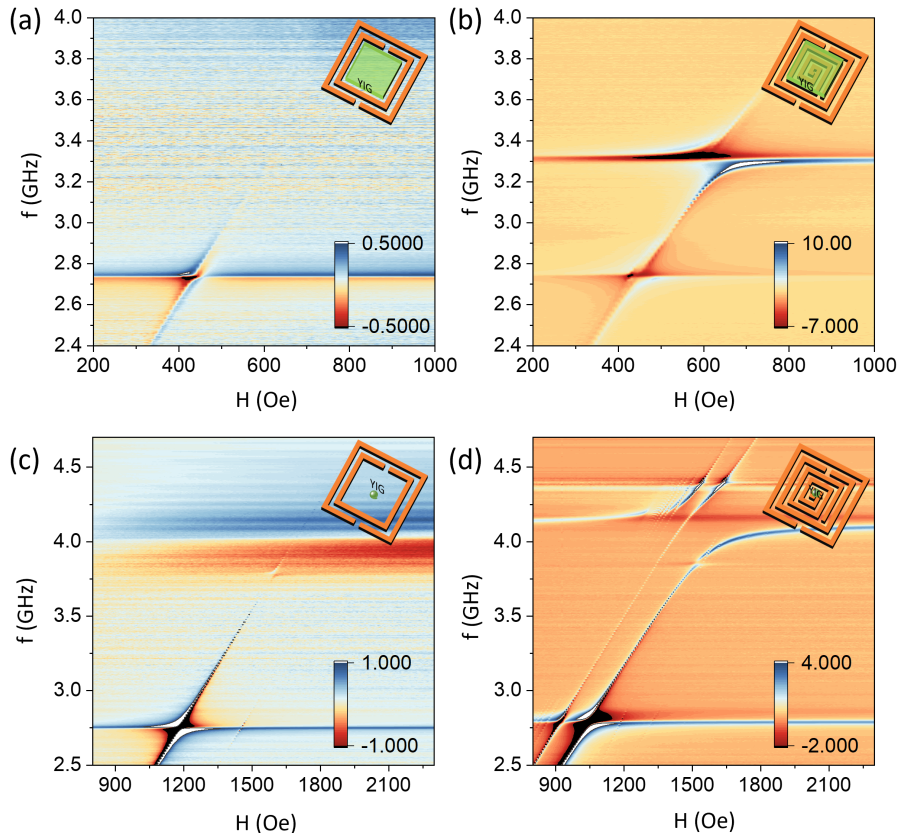 (a)
4.0
3.8
3.6
3.4
3.2
3.0
2.8
2.6
2.4
f (GHz)
YIG
0.5000
-0.5000
200 400 600 800 1000
H (Oe)
(b)
4.0
3.8
3.6
3.4
3.2
3.0
2.8
2.6
2.4
f (GHz)
YIG
10.00
-7.000
200 400 600 800 1000
H (Oe)
(c)
4.5
4.0
3.5
3.0
2.5
f (GHz)
YIG
1.000
-1.000
900 1200 1500 1800 2100
H (Oe)
(d)
4.5
4.0
3.5
3.0
2.5
f (GHz)
YIG
4.000
-2.000
900 1200 1500 1800 2100
H (Oe)